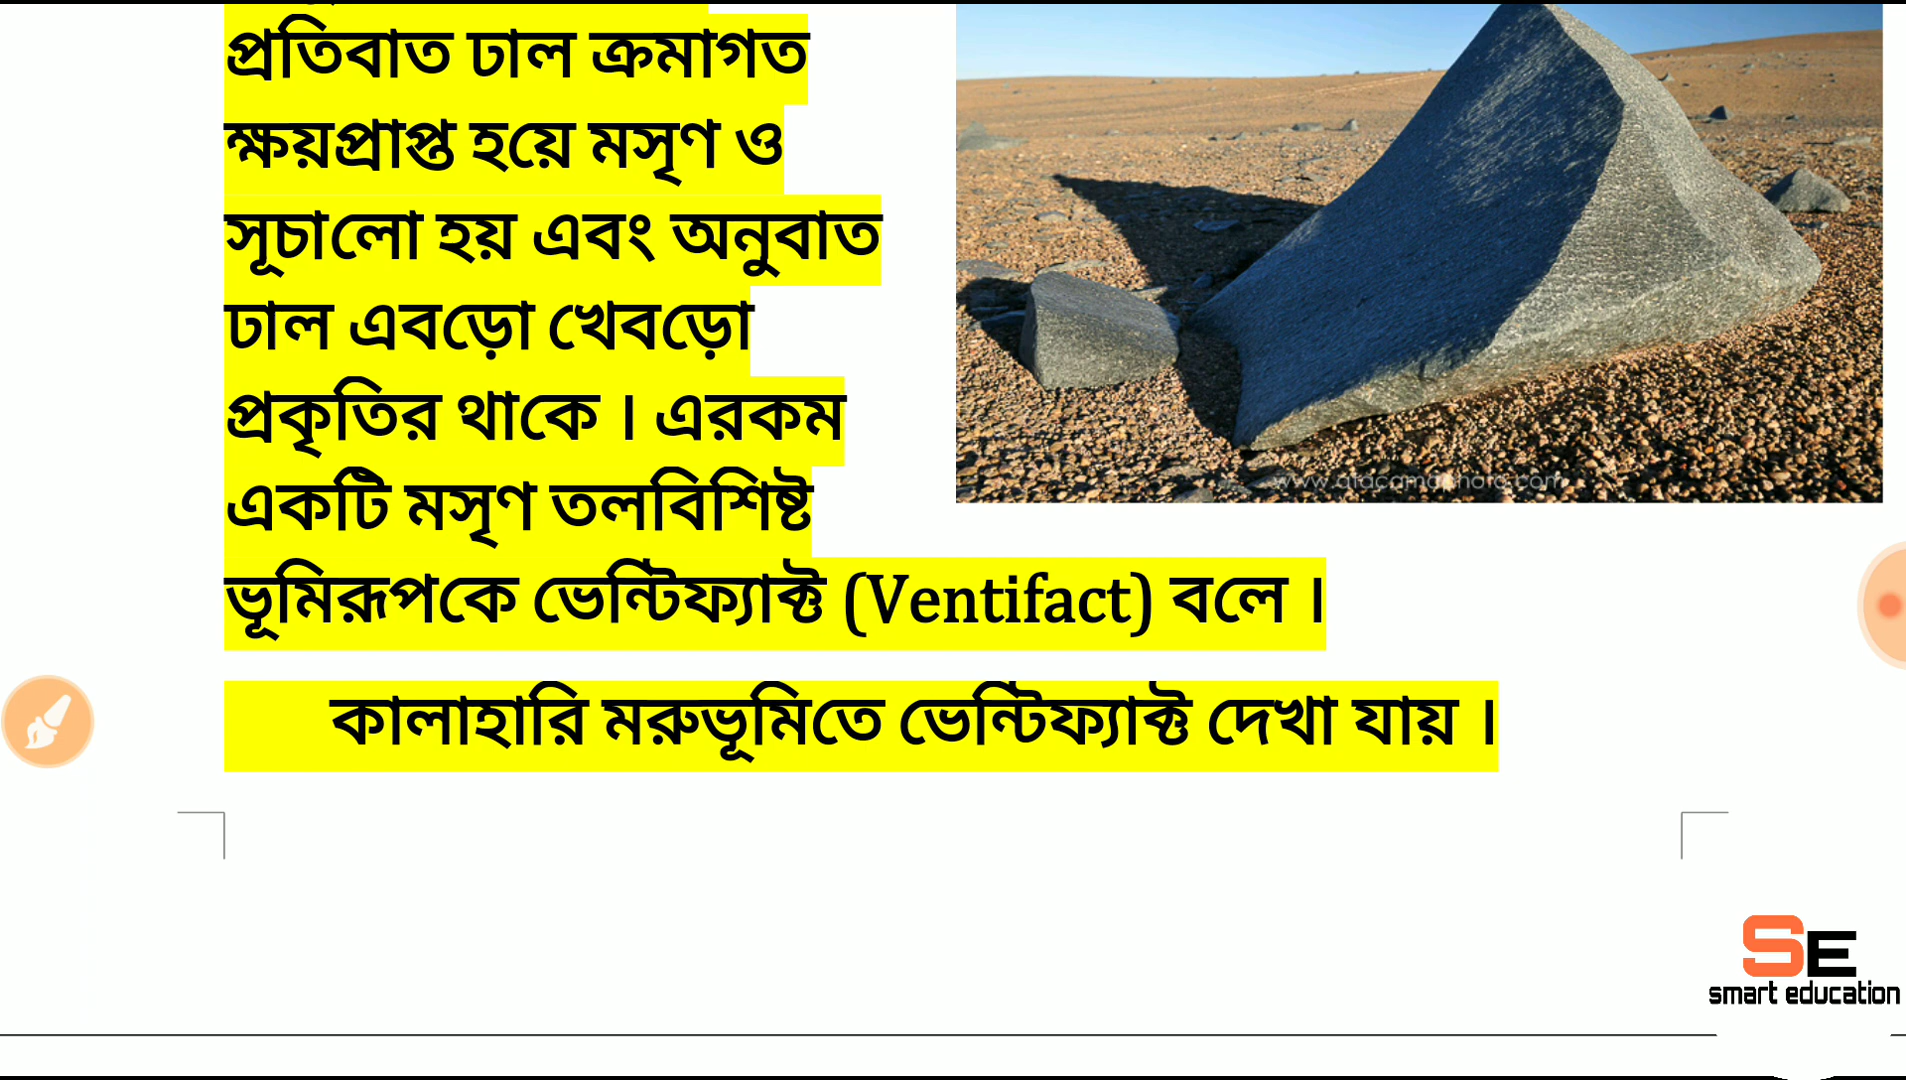 প্রতিবাত ঢাল ক্রমাগত
ক্ষয়প্রাপ্ত হয়ে মসৃণ ও
সূচালো হয় এবং অনুবাত
ঢাল এবড়ো খেবড়ো
প্রকৃতির থাকে । এরকম
একটি মসৃণ তলবিশিষ্ট
ভূমিরূপকে ভেন্টিফ্যাক্ট (Ventifact) বলে ।
কালাহারি মরুভূমিতে ভেন্টিফ্যাক্ট দেখা যায় ।
SE
smart education